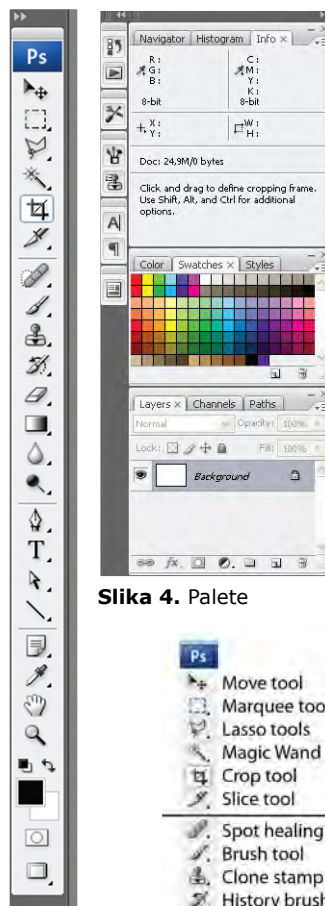 Ps
Navigator Histogram Info ×
R: C:
G: M:
B: Y:
K:
8-bit 8-bit
X: W:
Y: H:
Doc: 24,9M/0 bytes
Click and drag to define cropping frame.
Use Shift, Alt, and Ctrl for additional
options.
A
Color Swatches × Styles
Layers × Channels Paths
Normal Opacity: 100%
Lock: Fill: 100%
Background
fx.
T
Slika 4. Palete
Ps
Move tool
Marquee too
Lasso tools
Magic Wand
Crop tool
Slice tool
Spot healing
Brush tool
Clone stamp
History brush